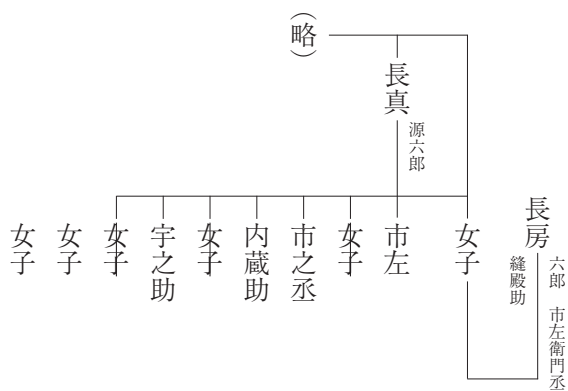 （略）
長真
源六郎
長房
六郎 市左衛門丞
縫殿助
女子
市左
女子
市之丞
内蔵助
女子
宇之助
女子
女子
女子